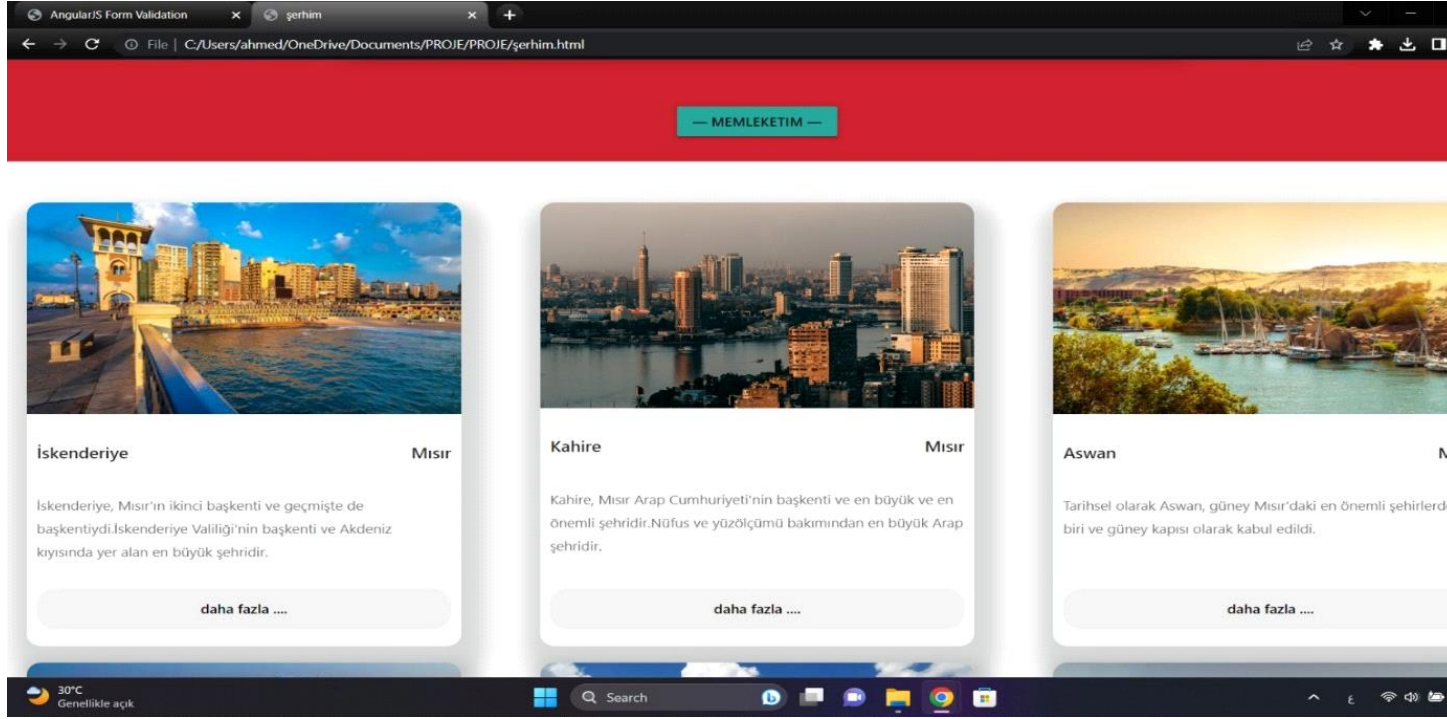 AngularJS Form Validation
şerhim
File | C:/Users/ahmed/OneDrive/Documents/PROJE/PROJE/şerhim.html
— MEMLEKETIM —
İskenderiye Mısır
İskenderiye, Mısır'ın ikinci başkenti ve geçmişte de
başkentiydi.İskenderiye Valiliği'nin başkenti ve Akdeniz
kıyısında yer alan en büyük şehridir.
daha fazla ....
Kahire Mısır
Kahire, Mısır Arap Cumhuriyeti'nin başkenti ve en büyük ve en
önemli şehridir.Nüfus ve yüzölçümü bakımından en büyük Arap
şehridir.
daha fazla ....
Aswan
Tarihsel olarak Aswan, güney Mısır'daki en önemli şehirlerd
biri ve güney kapısı olarak kabul edildi.
daha fazla ....
30°C
Genellikle açık
Search
ع